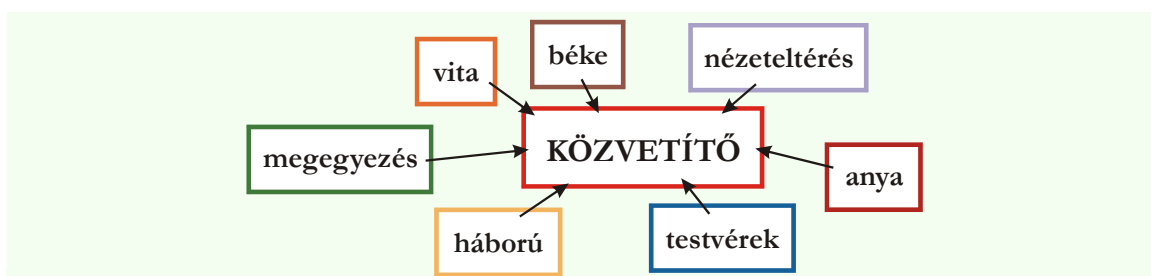 béke
nézeteltérés
vita
KÖZVETÍTŐ
megegyezés
anya
háború
testvérek